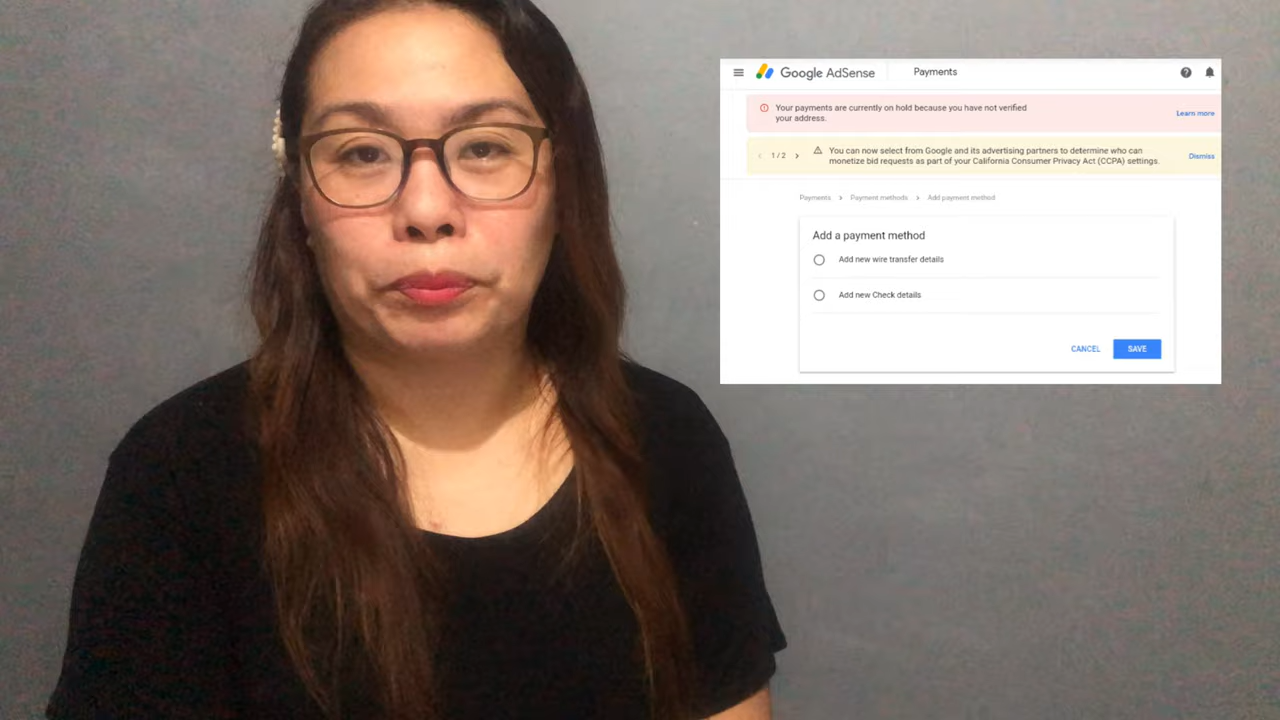 Google AdSense
Payments
Your payments are currently on hold because you have not verified
your address.
Learn more
1 / 2
You can now select from Google and its advertising partners to determine who can
monetize bid requests as part of your California Consumer Privacy Act (CCPA) settings.
Dismiss
Payments > Payment methods > Add payment method
Add a payment method
Add new wire transfer details
Add new Check details
CANCEL
SAVE